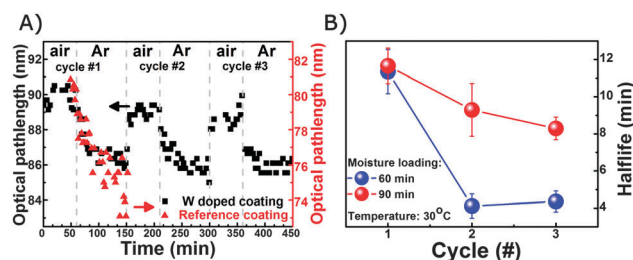 A)
air Ar air Ar air Ar
cycle #1 cycle #2 cycle #3
Optical pathlength (nm)
92
90
88
86
84
82
80
78
76
74
Optical pathlength (nm)
W doped coating
Reference coating
0 50 100 150 200 250 300 350 400 450
Time (min)
B)
12
10
8
6
4
Halflife (min)
Moisture loading:
60 min
90 min
Temperature: 30°C
1 2 3
Cycle (#)